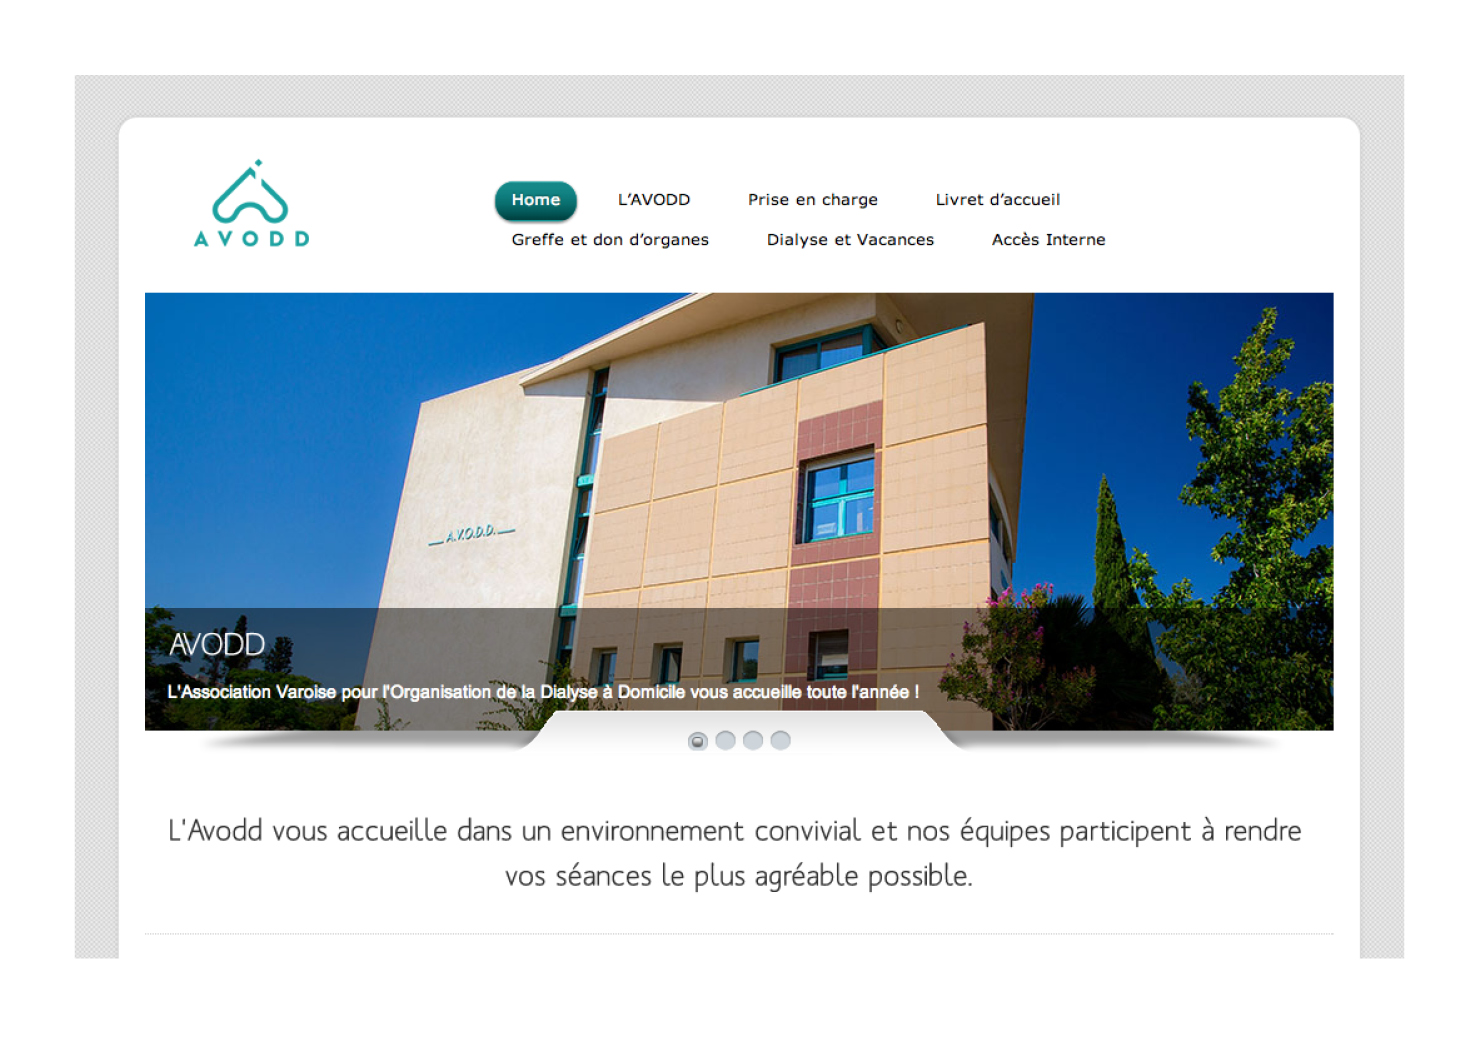 AVODD
Home L’AVODD Prise en charge Livret d’accueil
Greffe et don d’organes Dialyse et Vacances Accès Interne
A.V.O.D.D.
AVODD
L'Association Varoise pour l'Organisation de la Dialyse à Domicile vous accueille toute l'année !
L'Avodd vous accueille dans un environnement convivial et nos équipes participent à rendre
vos séances le plus agréable possible.